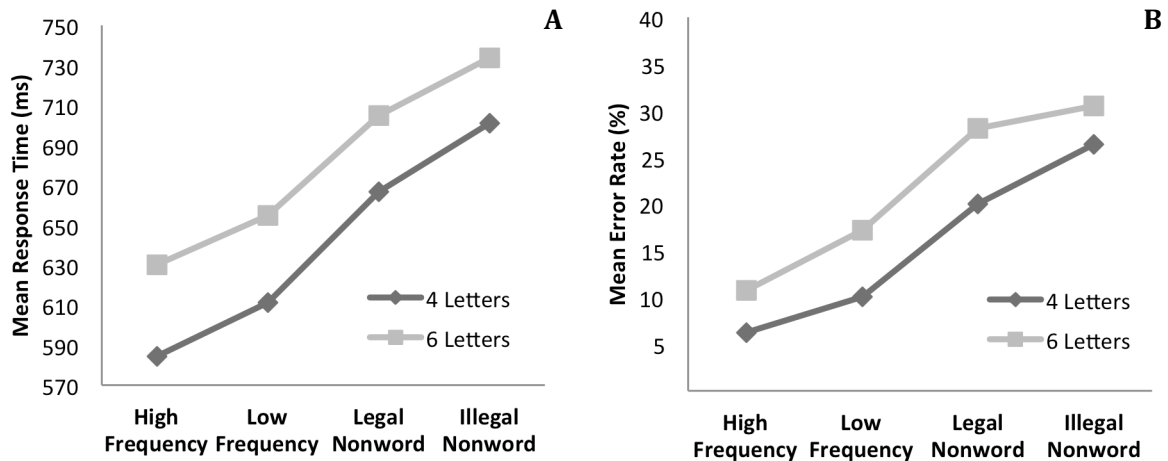 A
Mean Response Time (ms)
750
730
710
690
670
650
630
610
590
570
4 Letters
6 Letters
High
Frequency
Low
Frequency
Legal
Nonword
Illegal
Nonword
B
Mean Error Rate (%)
40
35
30
25
20
15
10
5
4 Letters
6 Letters
High
Frequency
Low
Frequency
Legal
Nonword
Illegal
Nonword